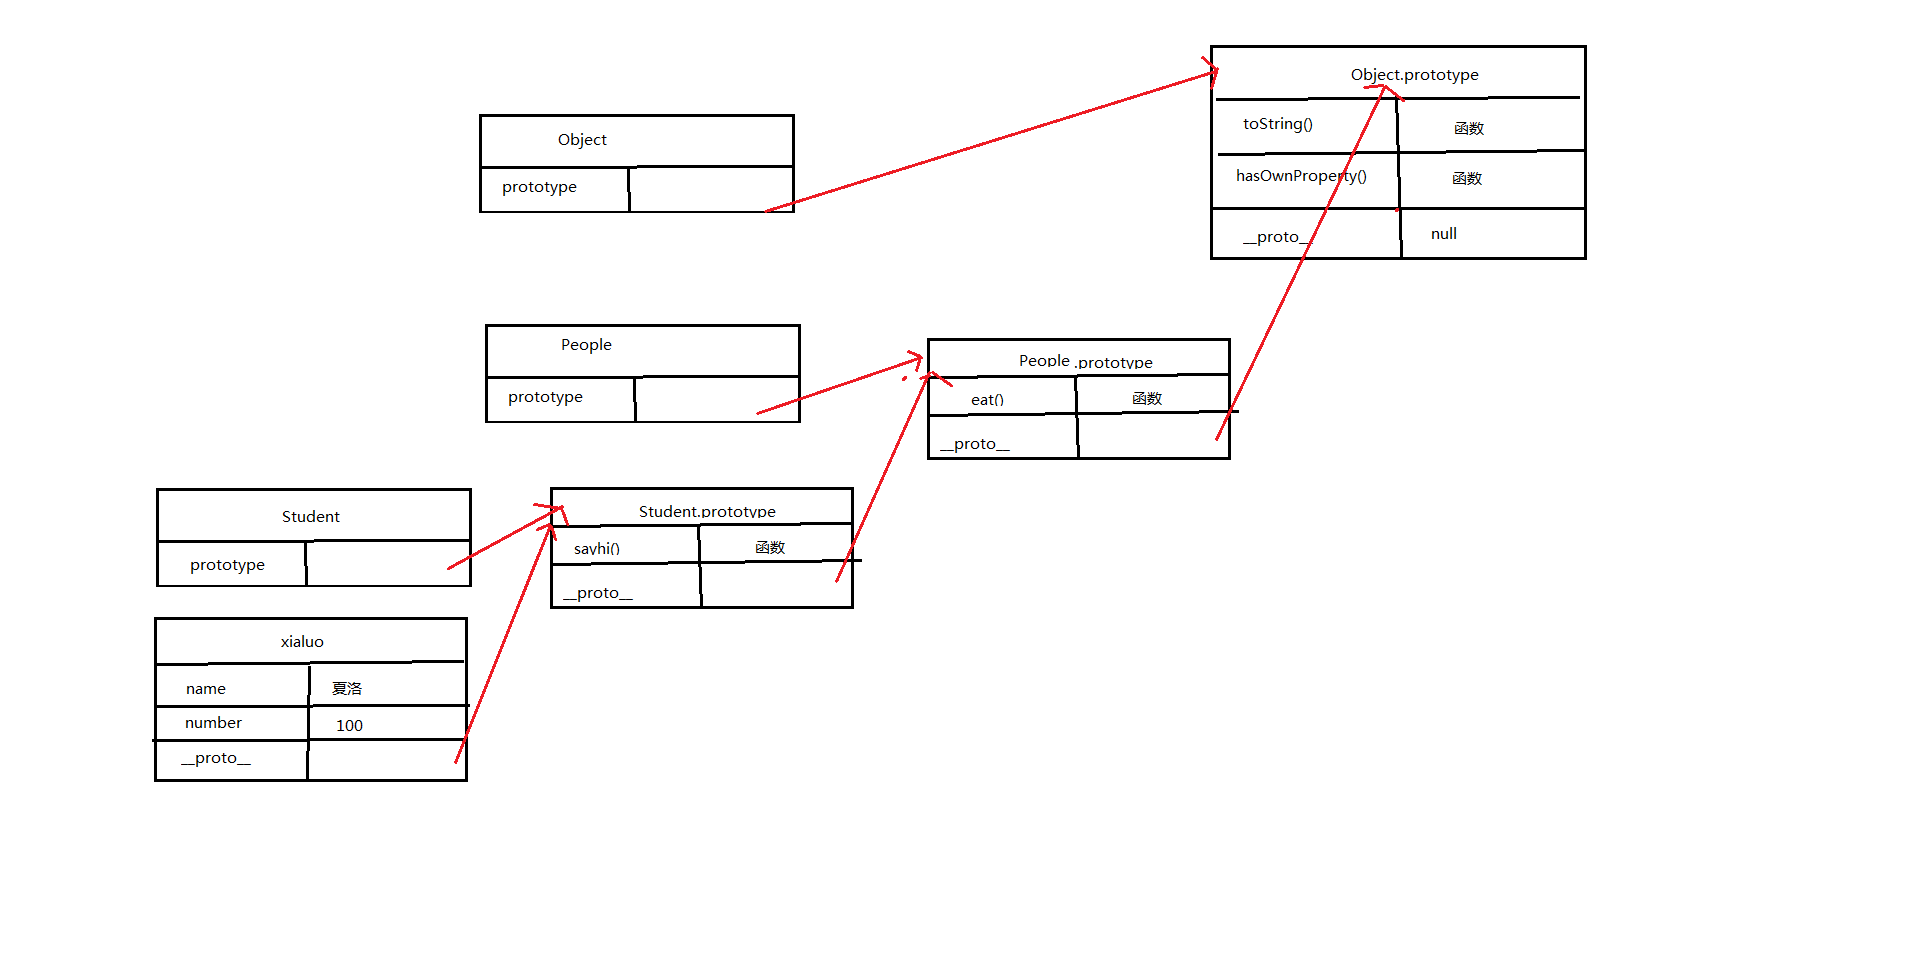 Object.prototype
toString() 函数
hasOwnProperty() 函数
__proto__ null
Object
prototype
People
prototype
People .prototype
eat() 函数
__proto__
Student
prototype
Student.prototype
sayhi() 函数
__proto__
xialuo
name 夏洛
number 100
__proto__